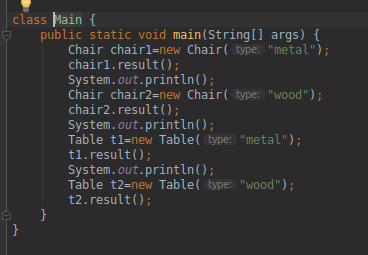 class Main {
    public static void main(String[] args) {
        Chair chair1=new Chair( type: "metal");
        chair1.result();
        System.out.println();
        Chair chair2=new Chair( type: "wood");
        chair2.result();
        System.out.println();
        Table t1=new Table( type: "metal");
        t1.result();
        System.out.println();
        Table t2=new Table( type: "wood");
        t2.result();
    }
}